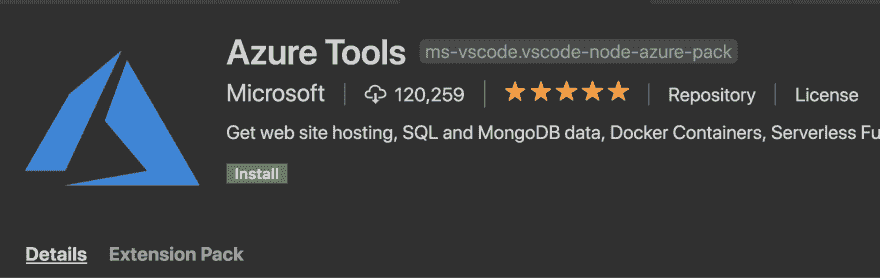 Azure Tools ms-vscode.vscode-node-azure-pack
Microsoft 120,259 Repository License
Get web site hosting, SQL and MongoDB data, Docker Containers, Serverless Fu
Install
Details Extension Pack